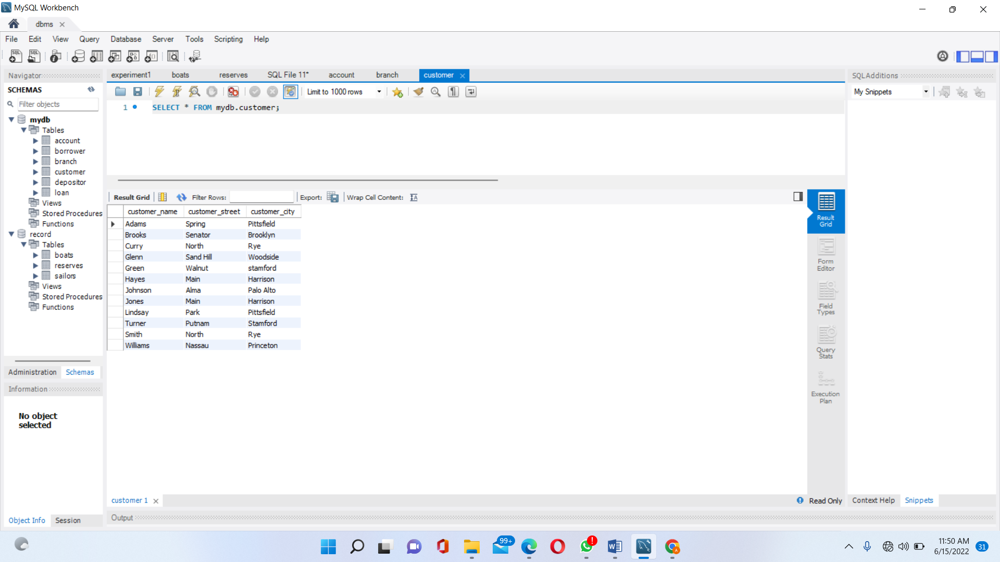 MySQL Workbench
dbms
File Edit View Query Database Server Tools Scripting Help
Navigator
SCHEMAS
Filter objects
mydb
Tables
account
borrower
branch
customer
depositor
loan
Views
Stored Procedures
Functions
record
Tables
boats
reserves
sailors
Views
Stored Procedures
Functions
Administration Schemas
Information
No object
selected
Object Info Session
experiment1 boats reserves SQL File 11* account branch customer
Limit to 1000 rows
1 SELECT * FROM mydb.customer;
Result Grid Filter Rows: Export: Wrap Cell Content:
customer_name customer_street customer_city
Adams Spring Pittsfield
Brooks Senator Brooklyn
Curry North Rye
Glenn Sand Hill Woodside
Green Walnut stamford
Hayes Main Harrison
Johnson Alma Palo Alto
Jones Main Harrison
Lindsay Park Pittsfield
Turner Putnam Stamford
Smith North Rye
Williams Nassau Princeton
Result
Grid
Form
Editor
Field
Types
Query
Stats
Execution
Plan
customer 1
Read Only
Output
SQLAdditions
My Snippets
Context Help Snippets
99+
11:50 AM
6/15/2022
31